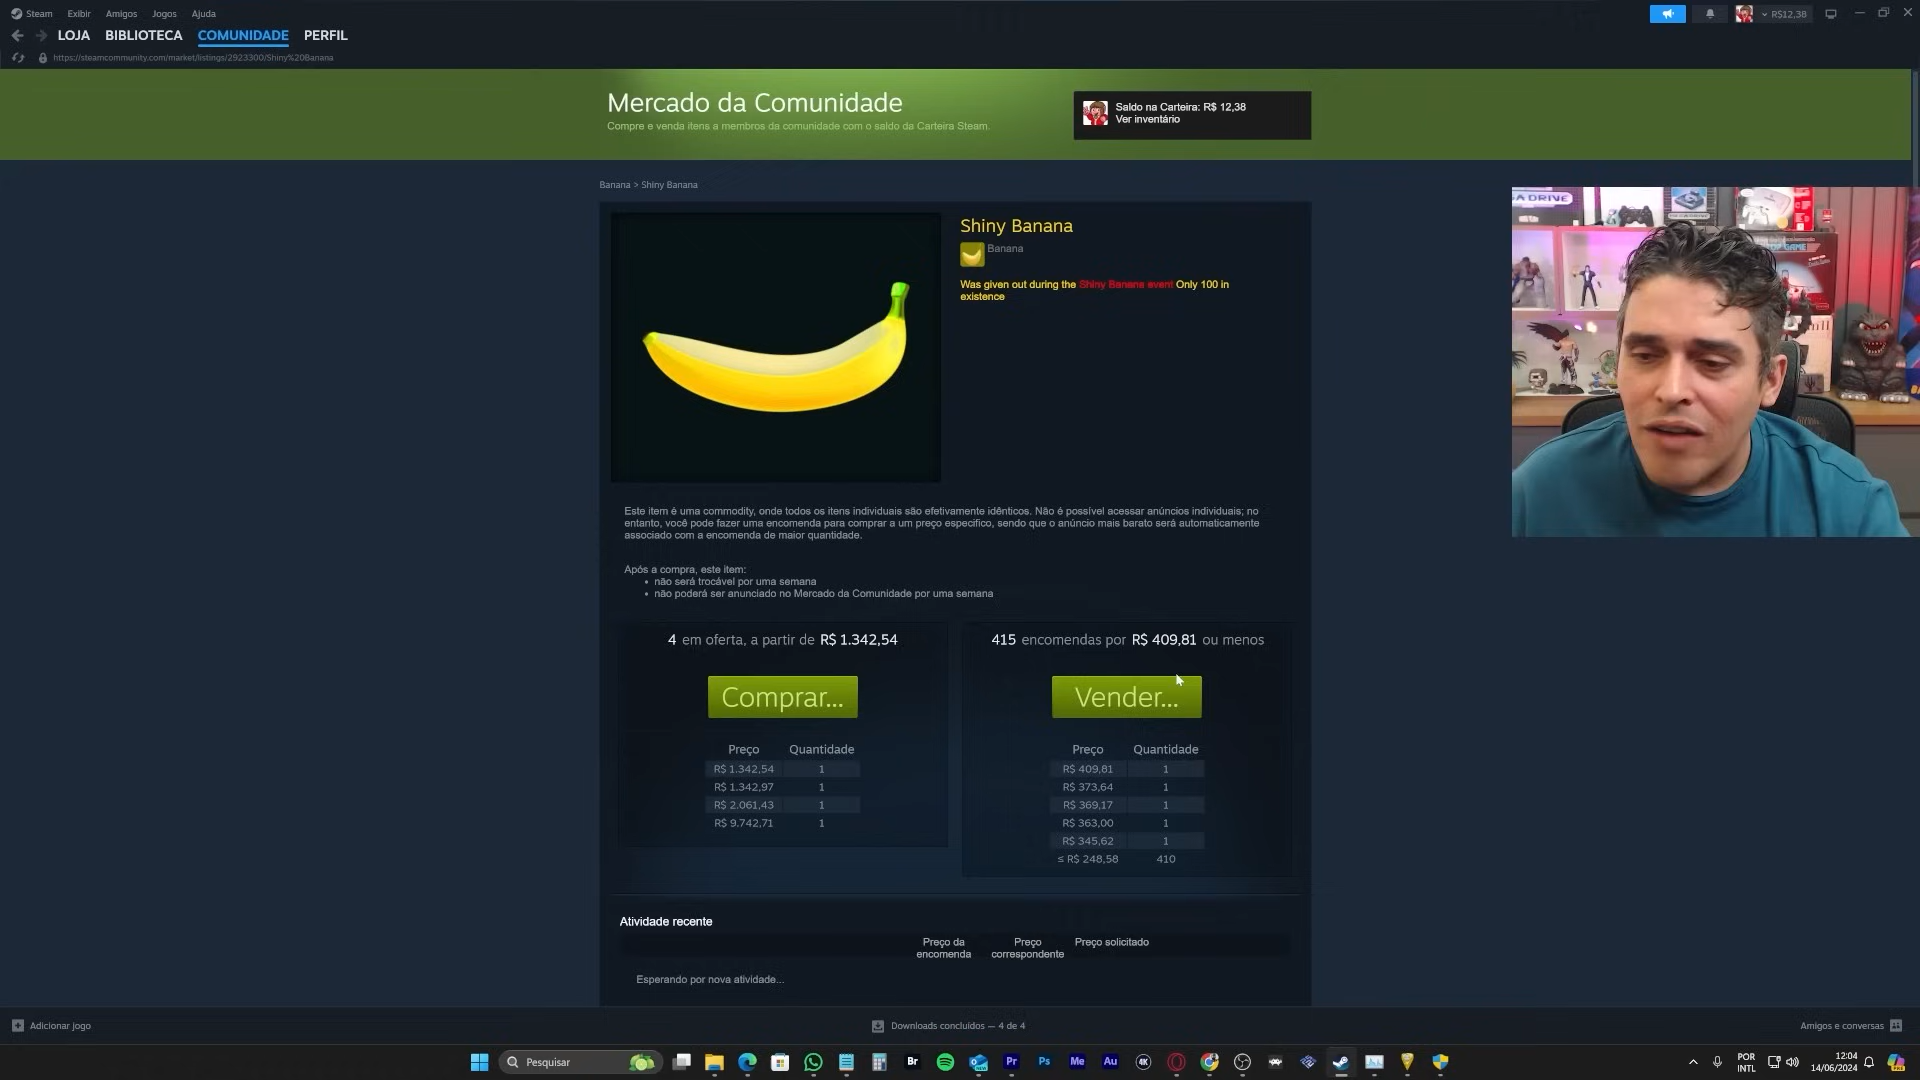 Steam Exibir Amigos Jogos Ajuda
R$12,38
LOJA BIBLIOTECA COMUNIDADE PERFIL
https://steamcommunity.com/market/listings/2923300/Shiny%20Banana
Mercado da Comunidade
Compre e venda itens a membros da comunidade com o saldo da Carteira Steam.
Saldo na Carteira: R$ 12,38
Ver inventário
Banana > Shiny Banana
Shiny Banana
Banana
Was given out during the Shiny Banana event Only 100 in
existence
Este item é uma commodity, onde todos os itens individuais são efetivamente idênticos. Não é possível acessar anúncios individuais; no
entanto, você pode fazer uma encomenda para comprar a um preço específico, sendo que o anúncio mais barato será automaticamente
associado com a encomenda de maior quantidade.
Após a compra, este item:
• não será trocável por uma semana
• não poderá ser anunciado no Mercado da Comunidade por uma semana
4 em oferta, a partir de R$ 1.342,54
Comprar...
Preço Quantidade
R$ 1.342,54 1
R$ 1.342,97 1
R$ 2.061,43 1
R$ 9.742,71 1
415 encomendas por R$ 409,81 ou menos
Vender...
Preço Quantidade
R$ 409,81 1
R$ 373,64 1
R$ 369,17 1
R$ 363,00 1
R$ 345,62 1
≤ R$ 248,58 410
Atividade recente
Preço da
encomenda
Preço
correspondente
Preço solicitado
Esperando por nova atividade...
Adicionar jogo
Downloads concluídos — 4 de 4
Amigos e conversas
Pesquisar
Br
Pr
Ps
Me
Au
4K
POR
INTL
12:04
14/06/2024